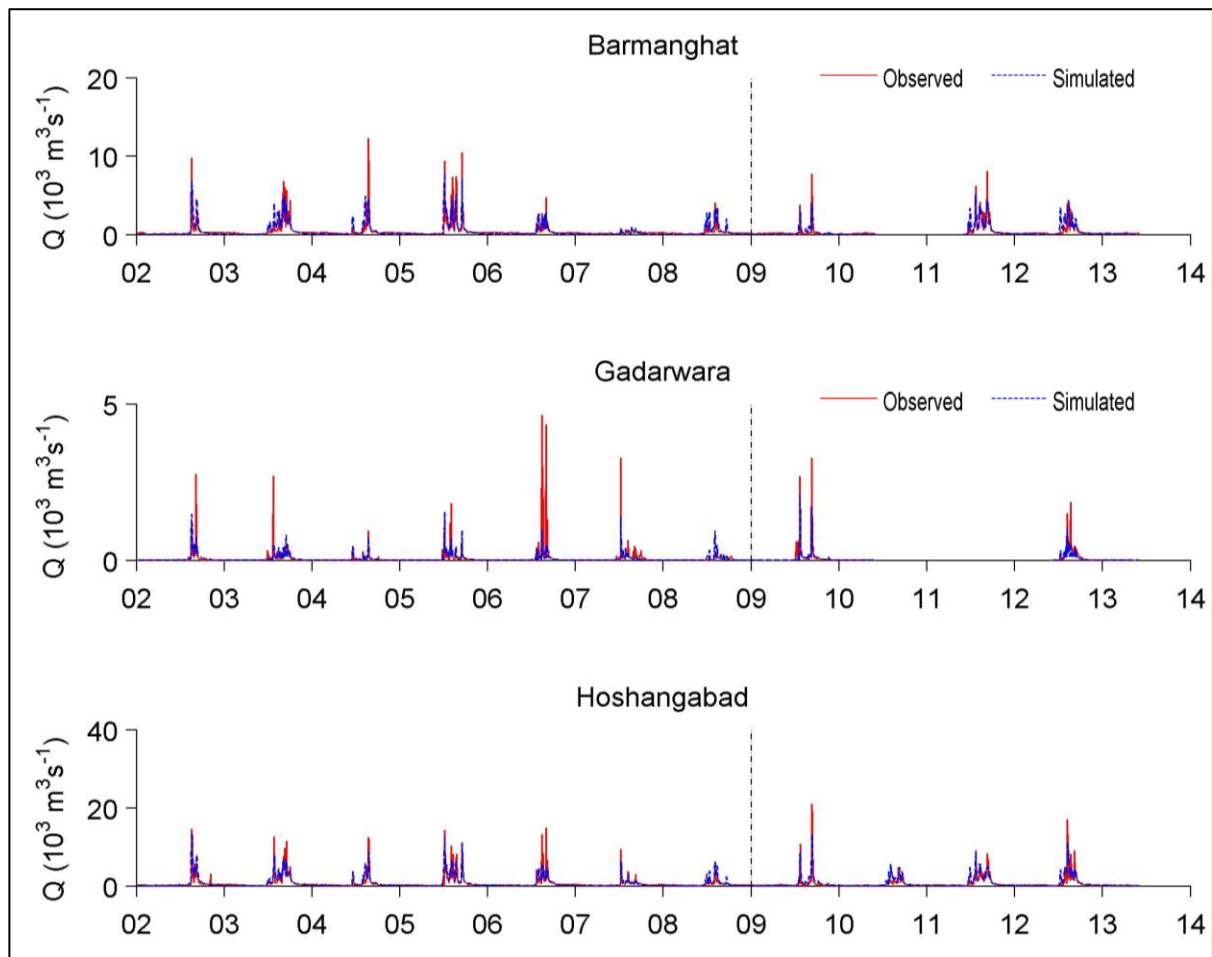 Barmanghat
Observed Simulated
Q (10³ m³s⁻¹)
20
10
0
02 03 04 05 06 07 08 09 10 11 12 13 14
Gadarwara
Observed Simulated
Q (10³ m³s⁻¹)
5
0
02 03 04 05 06 07 08 09 10 11 12 13 14
Hoshangabad
Q (10³ m³s⁻¹)
40
20
0
02 03 04 05 06 07 08 09 10 11 12 13 14